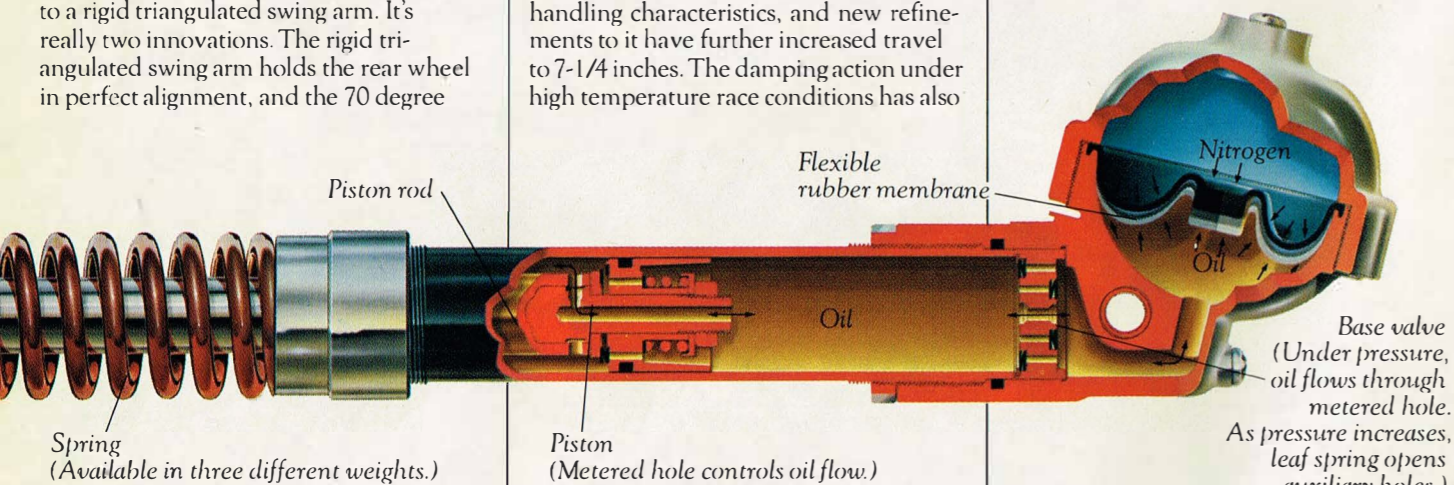 to a rigid triangulated swing arm. It's
really two innovations. The rigid tri-
angulated swing arm holds the rear wheel
in perfect alignment, and the 70 degree
handling characteristics, and new refine-
ments to it have further increased travel
to 7-1/4 inches. The damping action under
high temperature race conditions has also
Piston rod
Flexible
rubber membrane
Nitrogen
Oil
Oil
Spring
(Available in three different weights.)
Piston
(Metered hole controls oil flow.)
Base valve
(Under pressure,
oil flows through
metered hole.
As pressure increases,
leaf spring opens
auxiliary holes.)